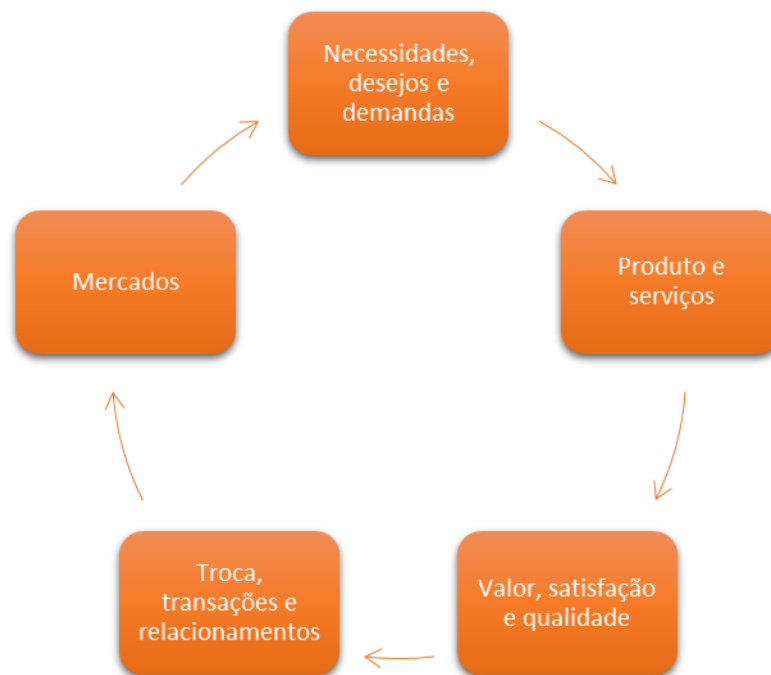 Necessidades,
desejos e
demandas
Produto e
serviços
Valor, satisfação
e qualidade
Troca,
transações e
relacionamentos
Mercados